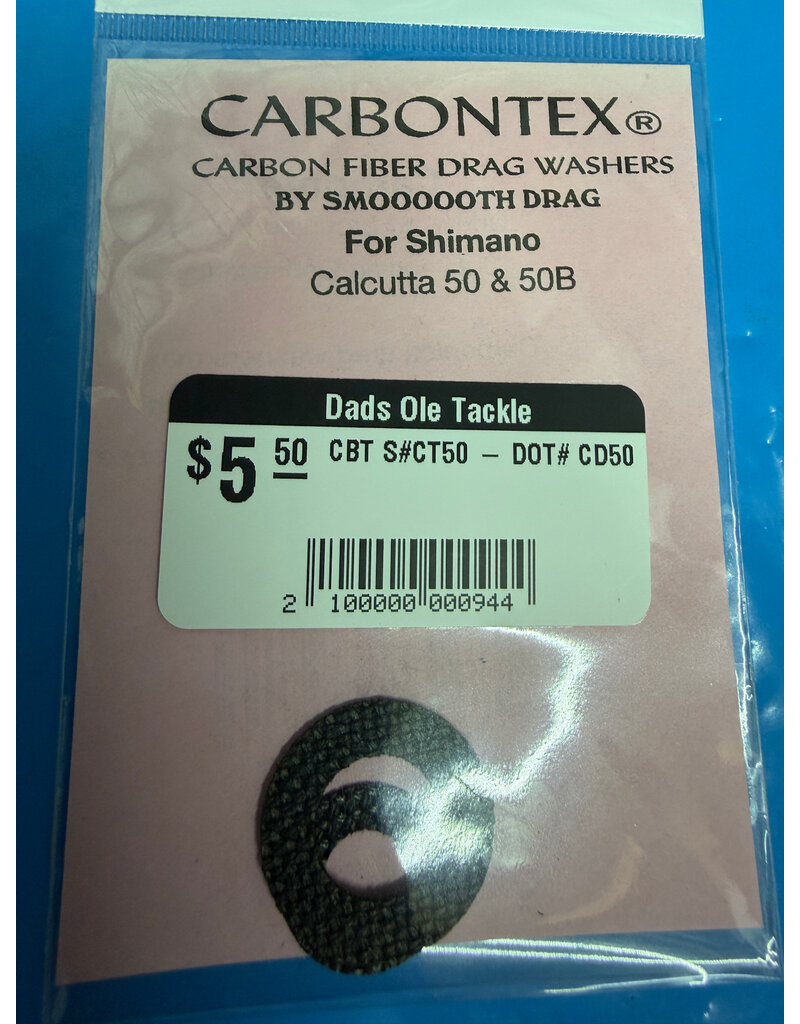 CARBONTEX®
CARBON FIBER DRAG WASHERS
BY SMOOOOOTH DRAG
For Shimano
Calcutta 50 & 50B
Dads Ole Tackle
$5 50 CBT S#CT50 – DOT# CD50
2 100000 000944